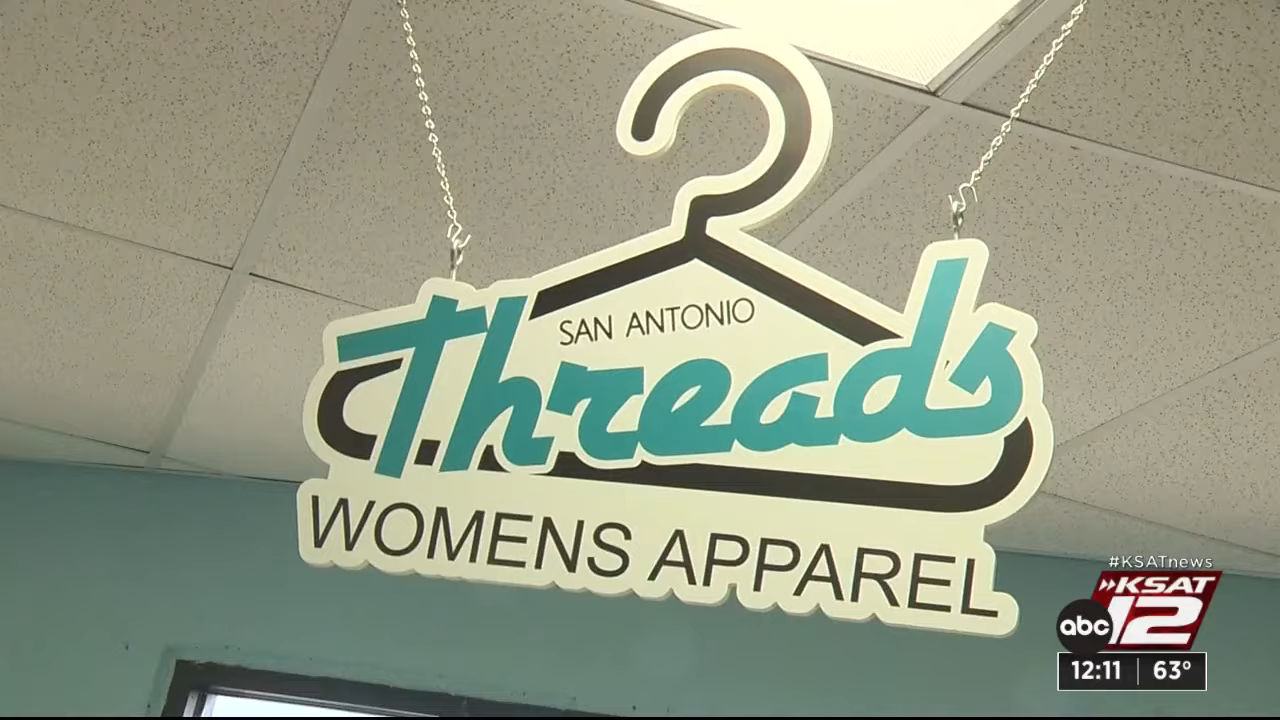 SAN ANTONIO
Threads
WOMENS APPAREL
#KSATnews
KSAT
abc 12
12:11 63°